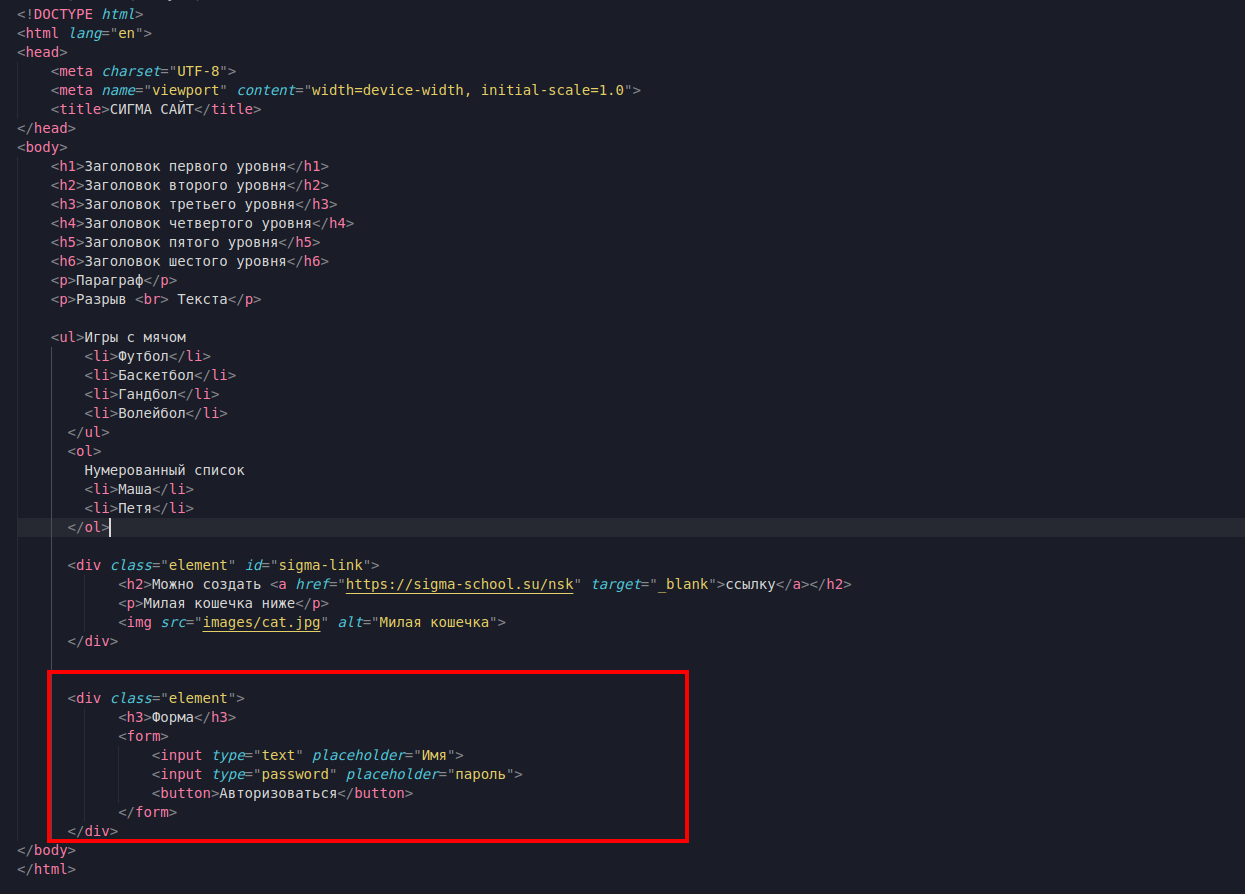 <!DOCTYPE html>
<html lang="en">
<head>
    <meta charset="UTF-8">
    <meta name="viewport" content="width=device-width, initial-scale=1.0">
    <title>СИГМА САЙТ</title>
</head>
<body>
    <h1>Заголовок первого уровня</h1>
    <h2>Заголовок второго уровня</h2>
    <h3>Заголовок третьего уровня</h3>
    <h4>Заголовок четвертого уровня</h4>
    <h5>Заголовок пятого уровня</h5>
    <h6>Заголовок шестого уровня</h6>
    <p>Параграф</p>
    <p>Разрыв <br> Текста</p>

    <ul>Игры с мячом
        <li>Футбол</li>
        <li>Баскетбол</li>
        <li>Гандбол</li>
        <li>Волейбол</li>
      </ul>
      <ol>
        Нумерованный список
        <li>Маша</li>
        <li>Петя</li>
      </ol>

      <div class="element" id="sigma-link">
            <h2>Можно создать <a href="https://sigma-school.su/nsk" target="_blank">ссылку</a></h2>
            <p>Милая кошечка ниже</p>
            <img src="images/cat.jpg" alt="Милая кошечка">
      </div>

      <div class="element">
            <h3>Форма</h3>
            <form>
                <input type="text" placeholder="Имя">
                <input type="password" placeholder="пароль">
                <button>Авторизоваться</button>
            </form>
      </div>
</body>
</html>